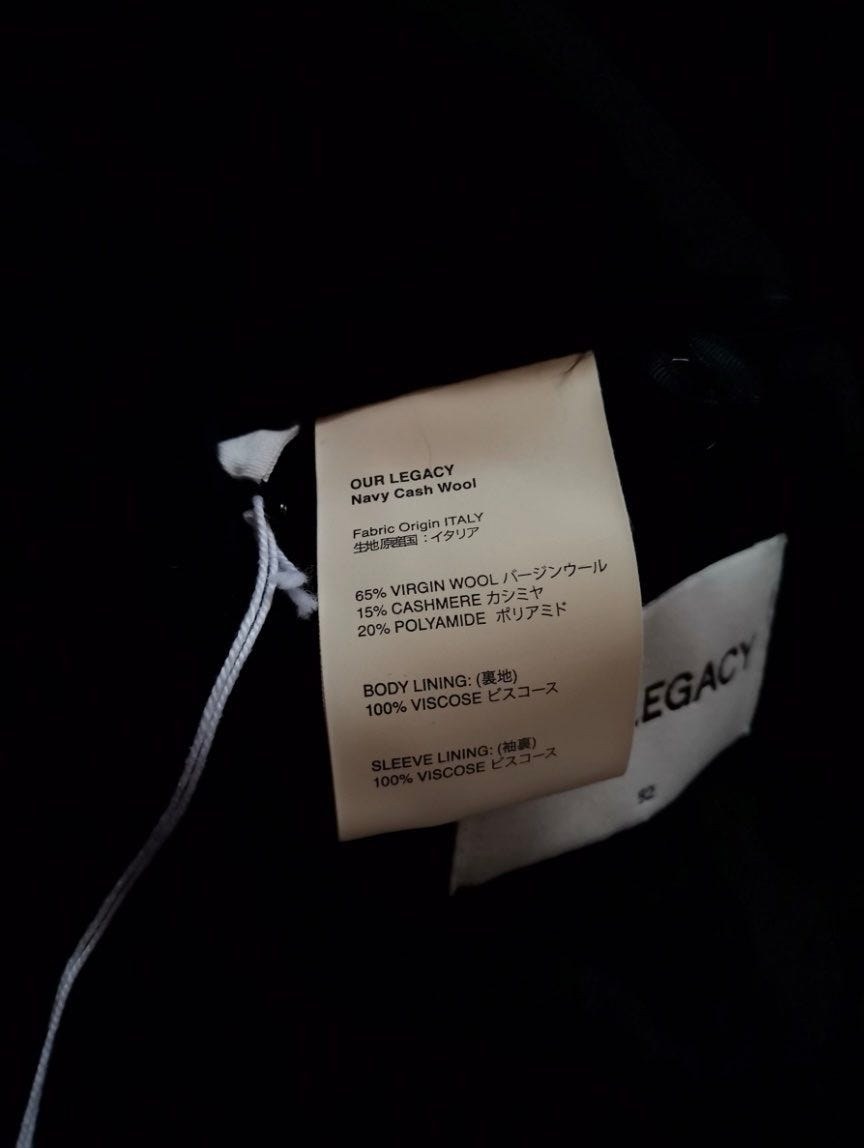 OUR LEGACY
Navy Cash Wool
Fabric Origin ITALY
生地原産国：イタリア
65% VIRGIN WOOL バージンウール
15% CASHMERE カシミヤ
20% POLYAMIDE ポリアミド
BODY LINING: (裏地)
100% VISCOSE ビスコース
SLEEVE LINING: (袖裏)
100% VISCOSE ビスコース
LEGACY